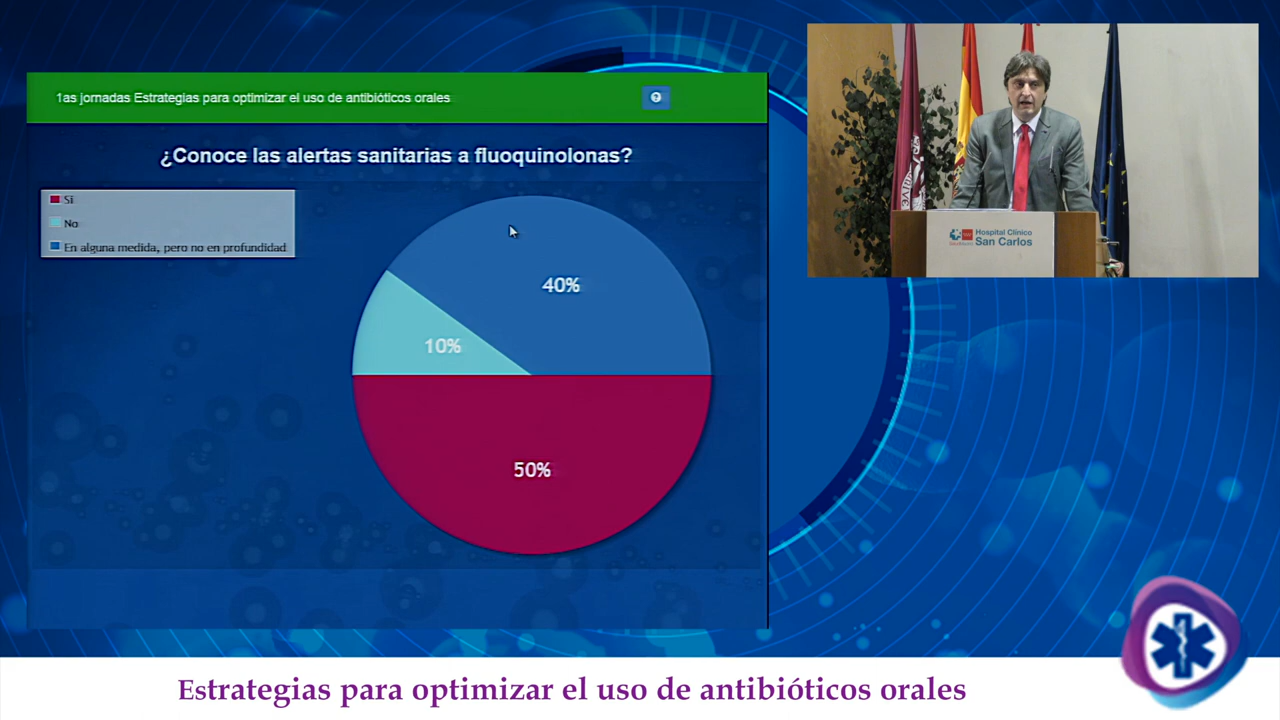 1as jornadas Estrategias para optimizar el uso de antibióticos orales
¿Conoce las alertas sanitarias a fluoquinolonas?
Si
No
En alguna medida, pero no en profundidad
40%
10%
50%
Hospital Clínico
San Carlos
Estrategias para optimizar el uso de antibióticos orales